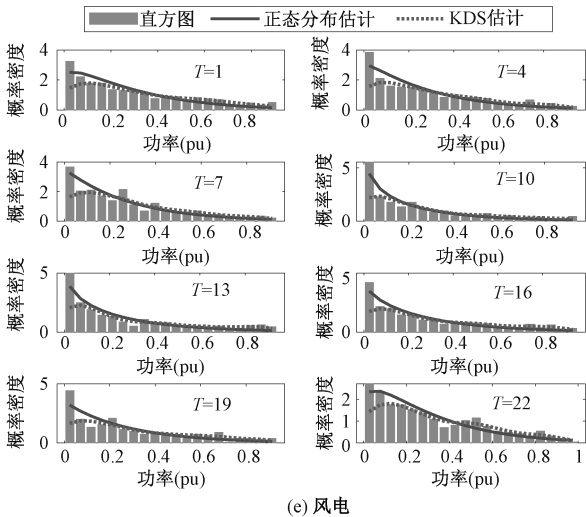 直方图 正态分布估计 KDS估计
4 2 0 概率密度 T=1 0 0.2 0.4 0.6 0.8 功率(pu)
4 2 0 概率密度 T=4 0 0.2 0.4 0.6 0.8 功率(pu)
4 2 0 概率密度 T=7 0 0.2 0.4 0.6 0.8 功率(pu)
5 0 概率密度 T=10 0 0.2 0.4 0.6 0.8 功率(pu)
5 0 概率密度 T=13 0 0.2 0.4 0.6 0.8 功率(pu)
5 0 概率密度 T=16 0 0.2 0.4 0.6 0.8 功率(pu)
5 0 概率密度 T=19 0 0.2 0.4 0.6 0.8 功率(pu)
2 1 0 概率密度 T=22 0 0.2 0.4 0.6 0.8 1 功率(pu)
(e) 风电